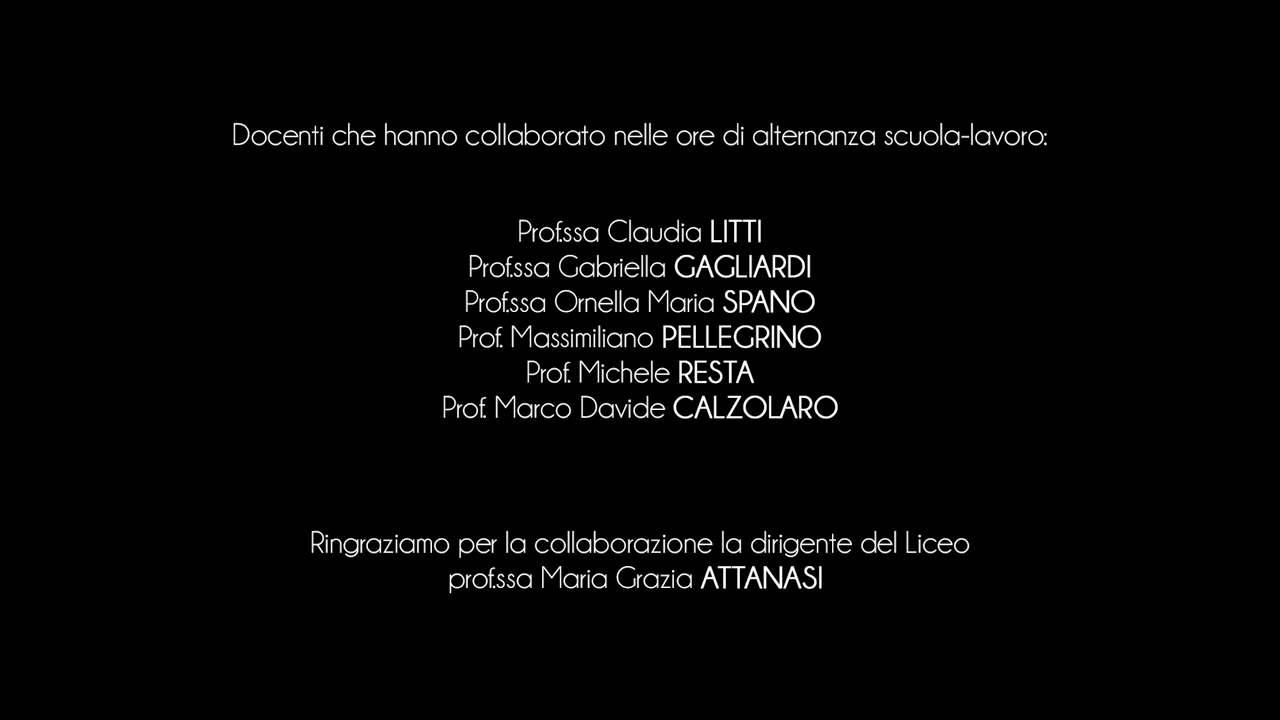 Docenti che hanno collaborato nelle ore di alternanza scuola-lavoro:
Prof.ssa Claudia LITTI
Prof.ssa Gabriella GAGLIARDI
Prof.ssa Ornella Maria SPANO
Prof. Massimiliano PELLEGRINO
Prof. Michele RESTA
Prof. Marco Davide CALZOLARO
Ringraziamo per la collaborazione la dirigente del Liceo
prof.ssa Maria Grazia ATTANASI